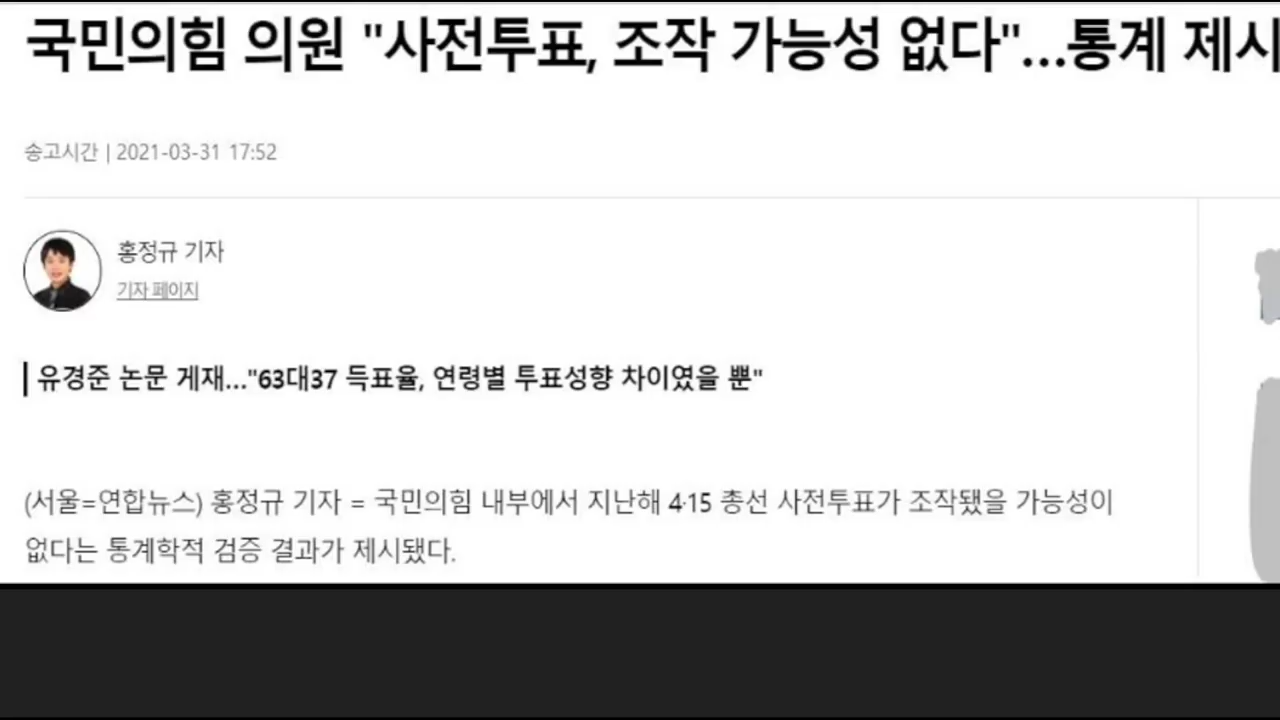 국민의힘 의원 "사전투표, 조작 가능성 없다"...통계 제시
송고시간 | 2021-03-31 17:52
홍정규 기자
기자 페이지
유경준 논문 게재..."63대37 득표율, 연령별 투표성향 차이였을 뿐"
(서울=연합뉴스) 홍정규 기자 = 국민의힘 내부에서 지난해 4·15 총선 사전투표가 조작됐을 가능성이
없다는 통계학적 검증 결과가 제시됐다.